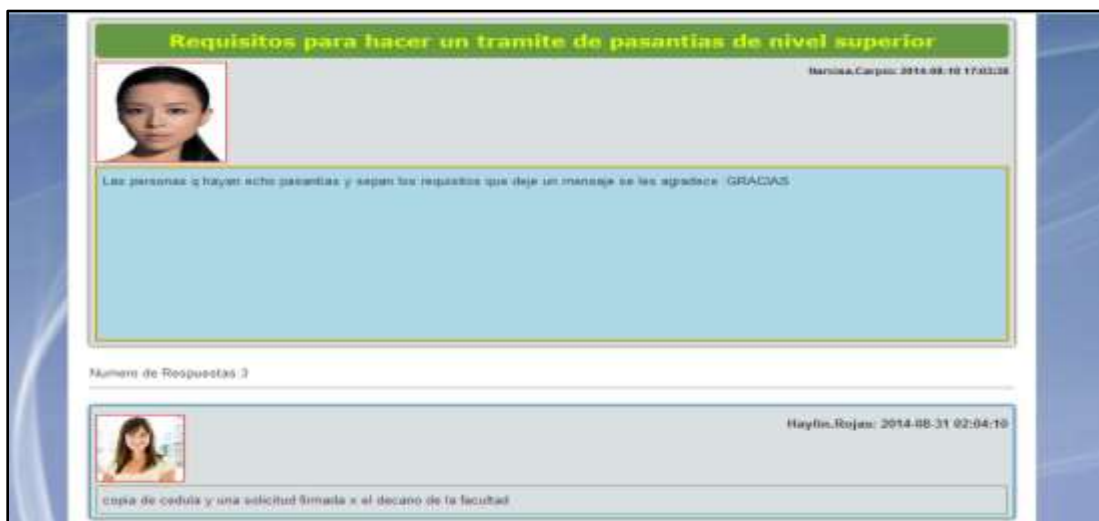 Requisitos para hacer un tramite de pasantias de nivel superior
Narcisa.Carpio: 2014-08-10 17:03:38
Las personas q hayan echo pasantias y sepan los requisitos que deje un mensaje se les agradece GRACIAS
Numero de Respuestas 3
Haylin.Rojas: 2014-08-31 02:04:10
copia de cedula y una solicitud firmada x el decano de la facultad